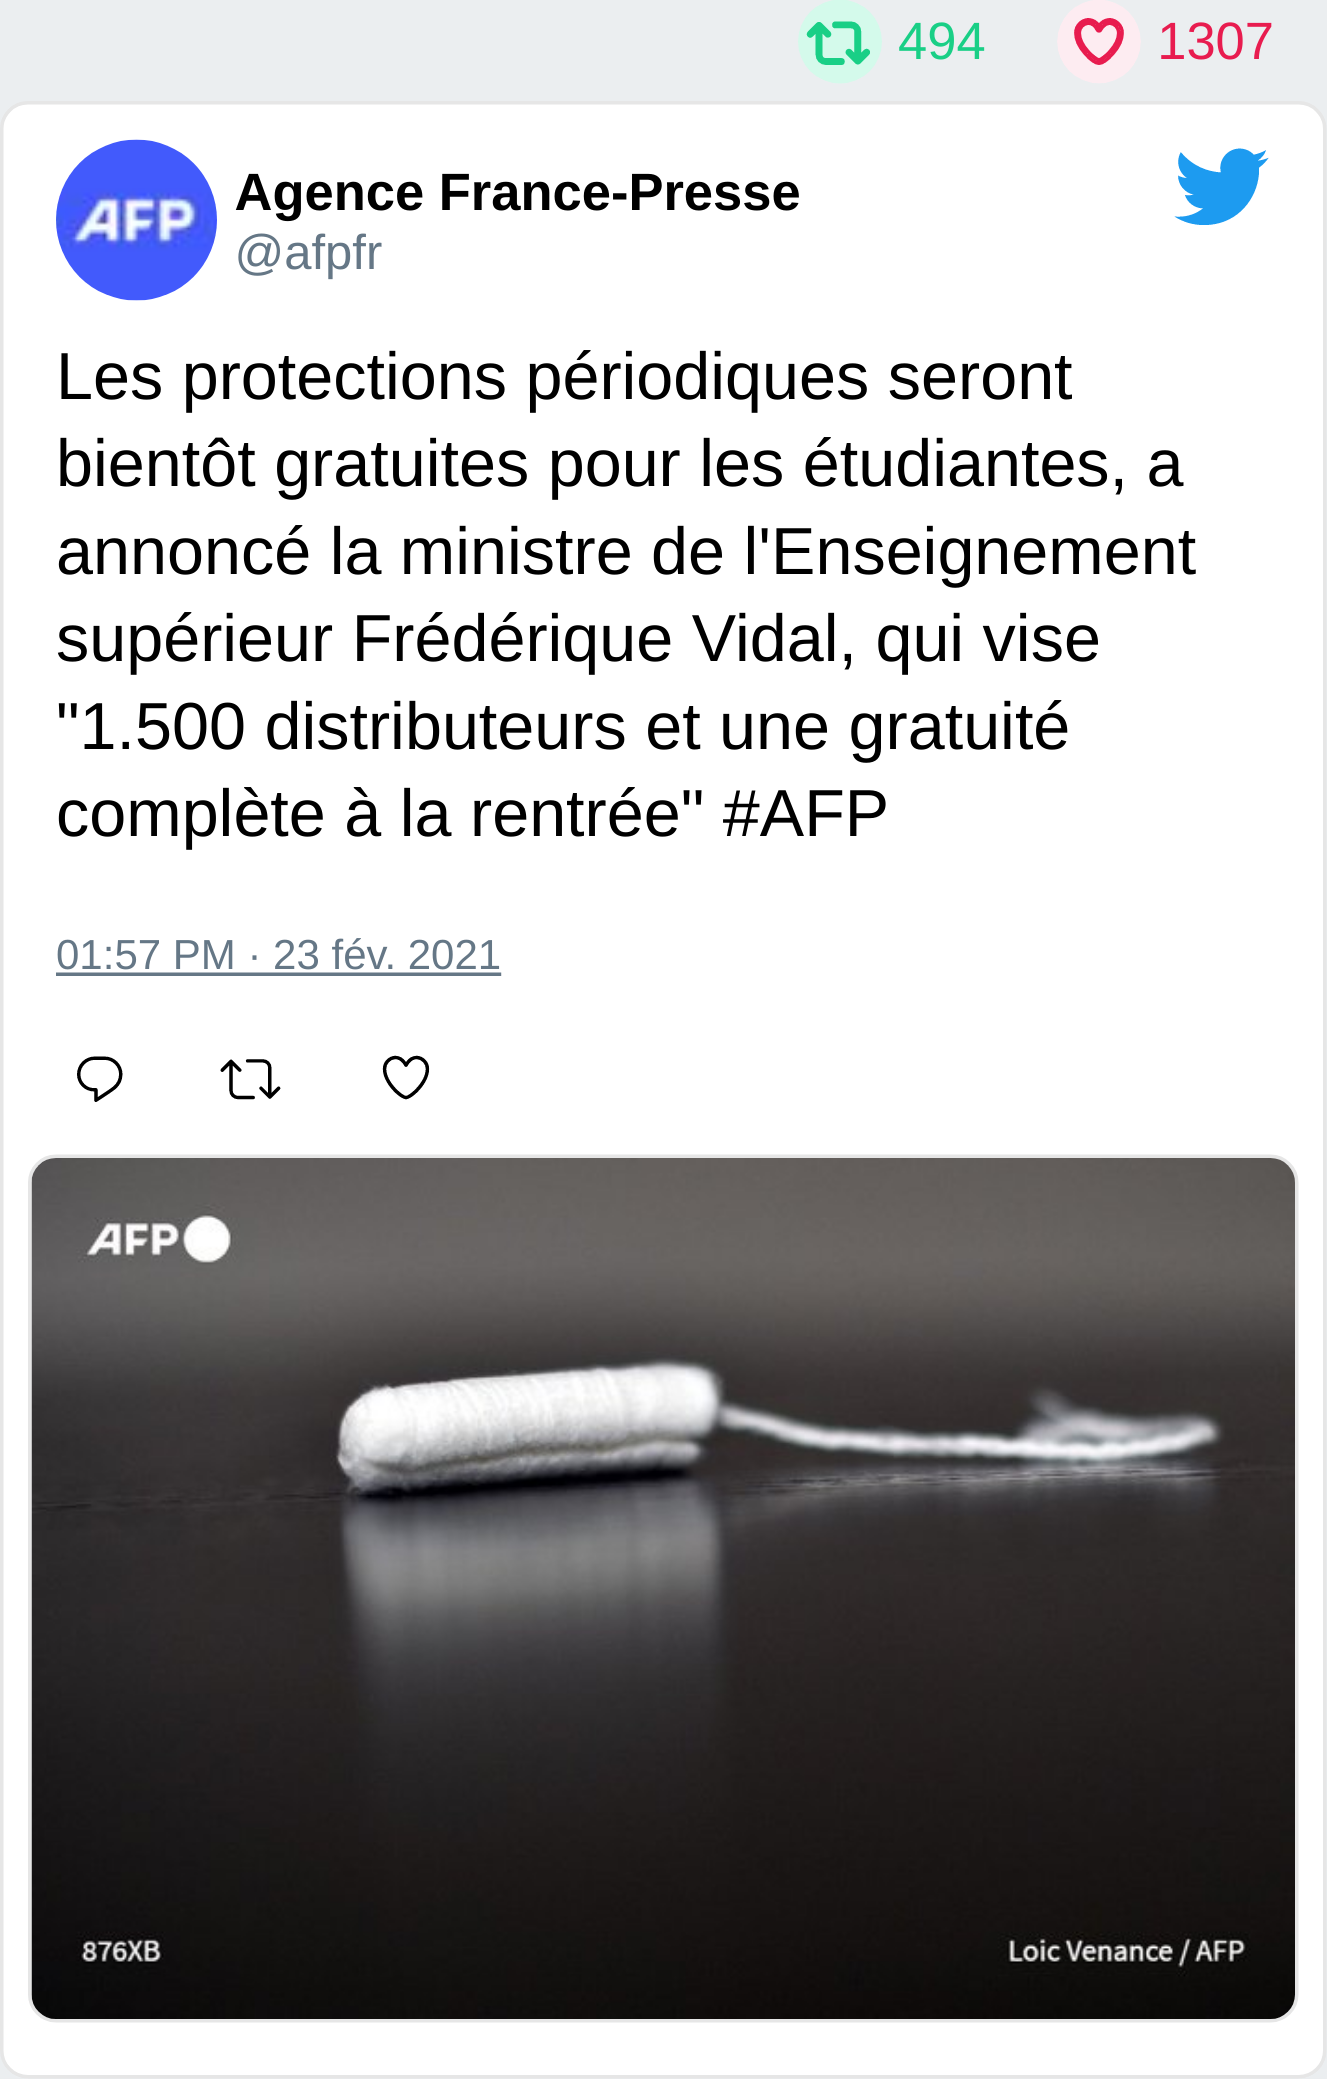 494 1307
AFP
Agence France-Presse
@afpfr
Les protections périodiques seront
bientôt gratuites pour les étudiantes, a
annoncé la ministre de l'Enseignement
supérieur Frédérique Vidal, qui vise
"1.500 distributeurs et une gratuité
complète à la rentrée" #AFP
01:57 PM · 23 fév. 2021
AFP
876XB
Loic Venance / AFP